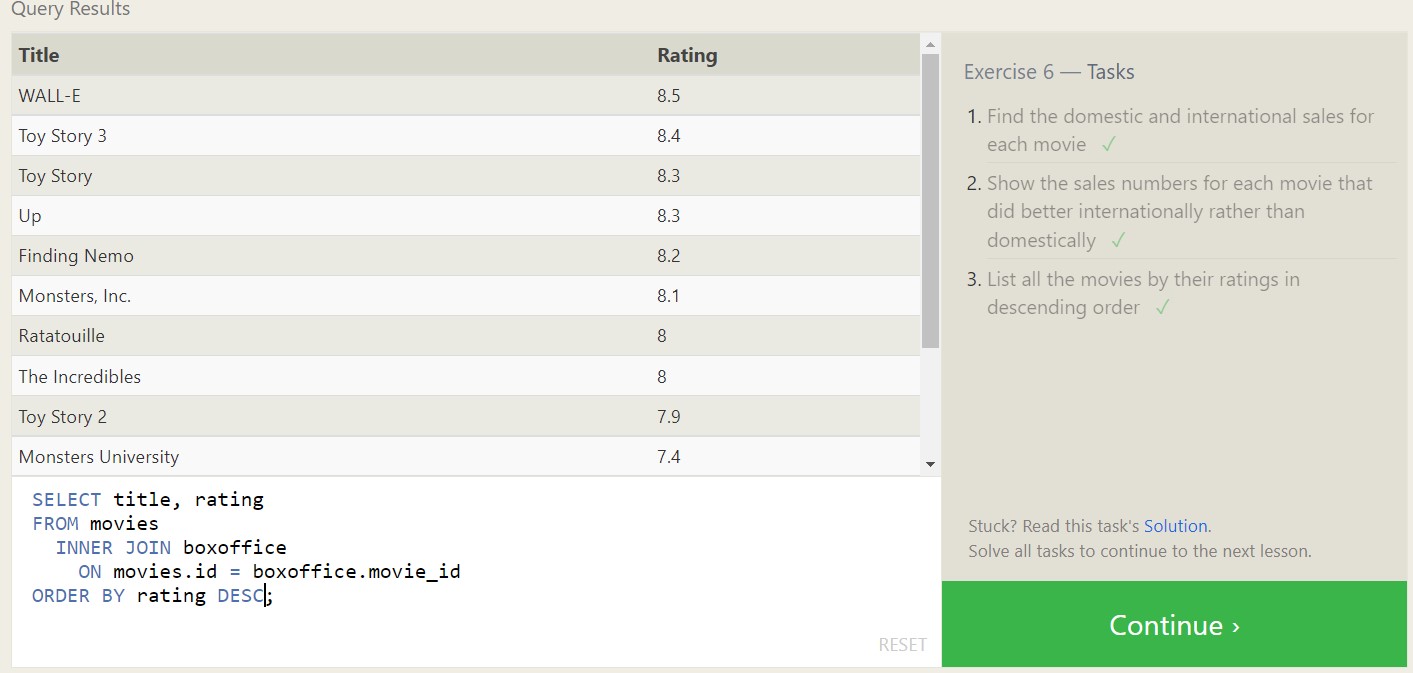 Query Results
Title Rating
WALL-E 8.5
Toy Story 3 8.4
Toy Story 8.3
Up 8.3
Finding Nemo 8.2
Monsters, Inc. 8.1
Ratatouille 8
The Incredibles 8
Toy Story 2 7.9
Monsters University 7.4
SELECT title, rating
FROM movies
  INNER JOIN boxoffice
    ON movies.id = boxoffice.movie_id
ORDER BY rating DESC;
RESET
Exercise 6 — Tasks
1. Find the domestic and international sales for
each movie ✓
2. Show the sales numbers for each movie that
did better internationally rather than
domestically ✓
3. List all the movies by their ratings in
descending order ✓
Stuck? Read this task's Solution.
Solve all tasks to continue to the next lesson.
Continue ›